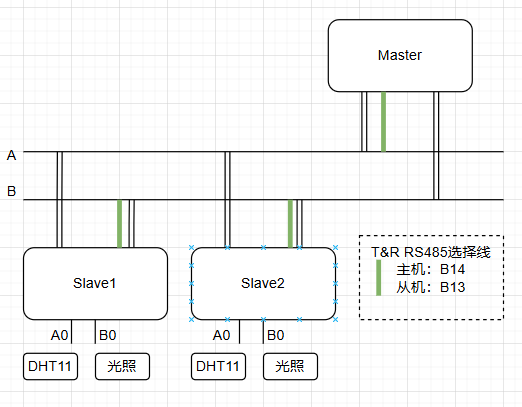 Master
A
B
Slave1
Slave2
T&R RS485选择线
主机：B14
从机：B13
A0
B0
A0
B0
DHT11
光照
DHT11
光照